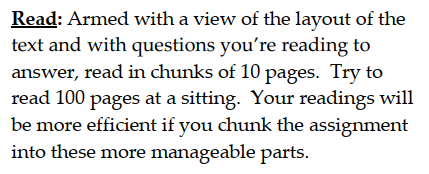 Read: Armed with a view of the layout of the
text and with questions you’re reading to
answer, read in chunks of 10 pages.  Try to
read 100 pages at a sitting.  Your readings will
be more efficient if you chunk the assignment
into these more manageable parts.